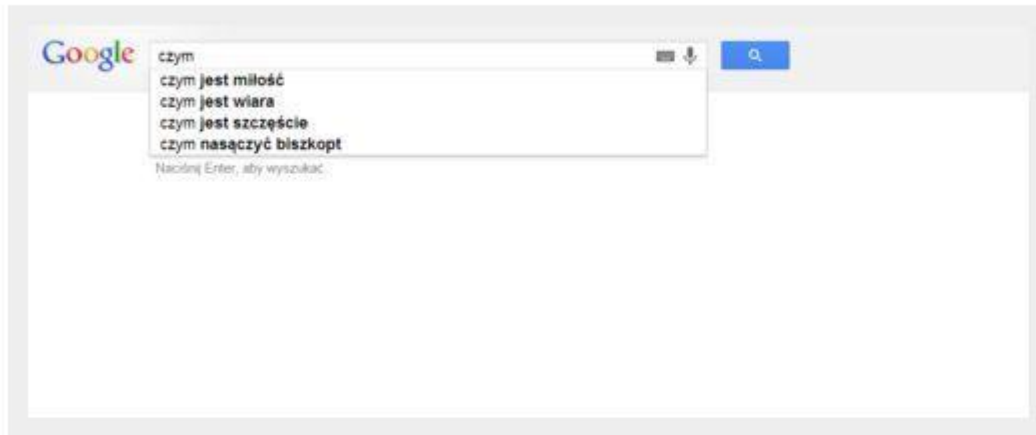 Google czym
czym jest miłość
czym jest wiara
czym jest szczęście
czym nasączyć biszkopt
Naciśnij Enter, aby wyszukać.